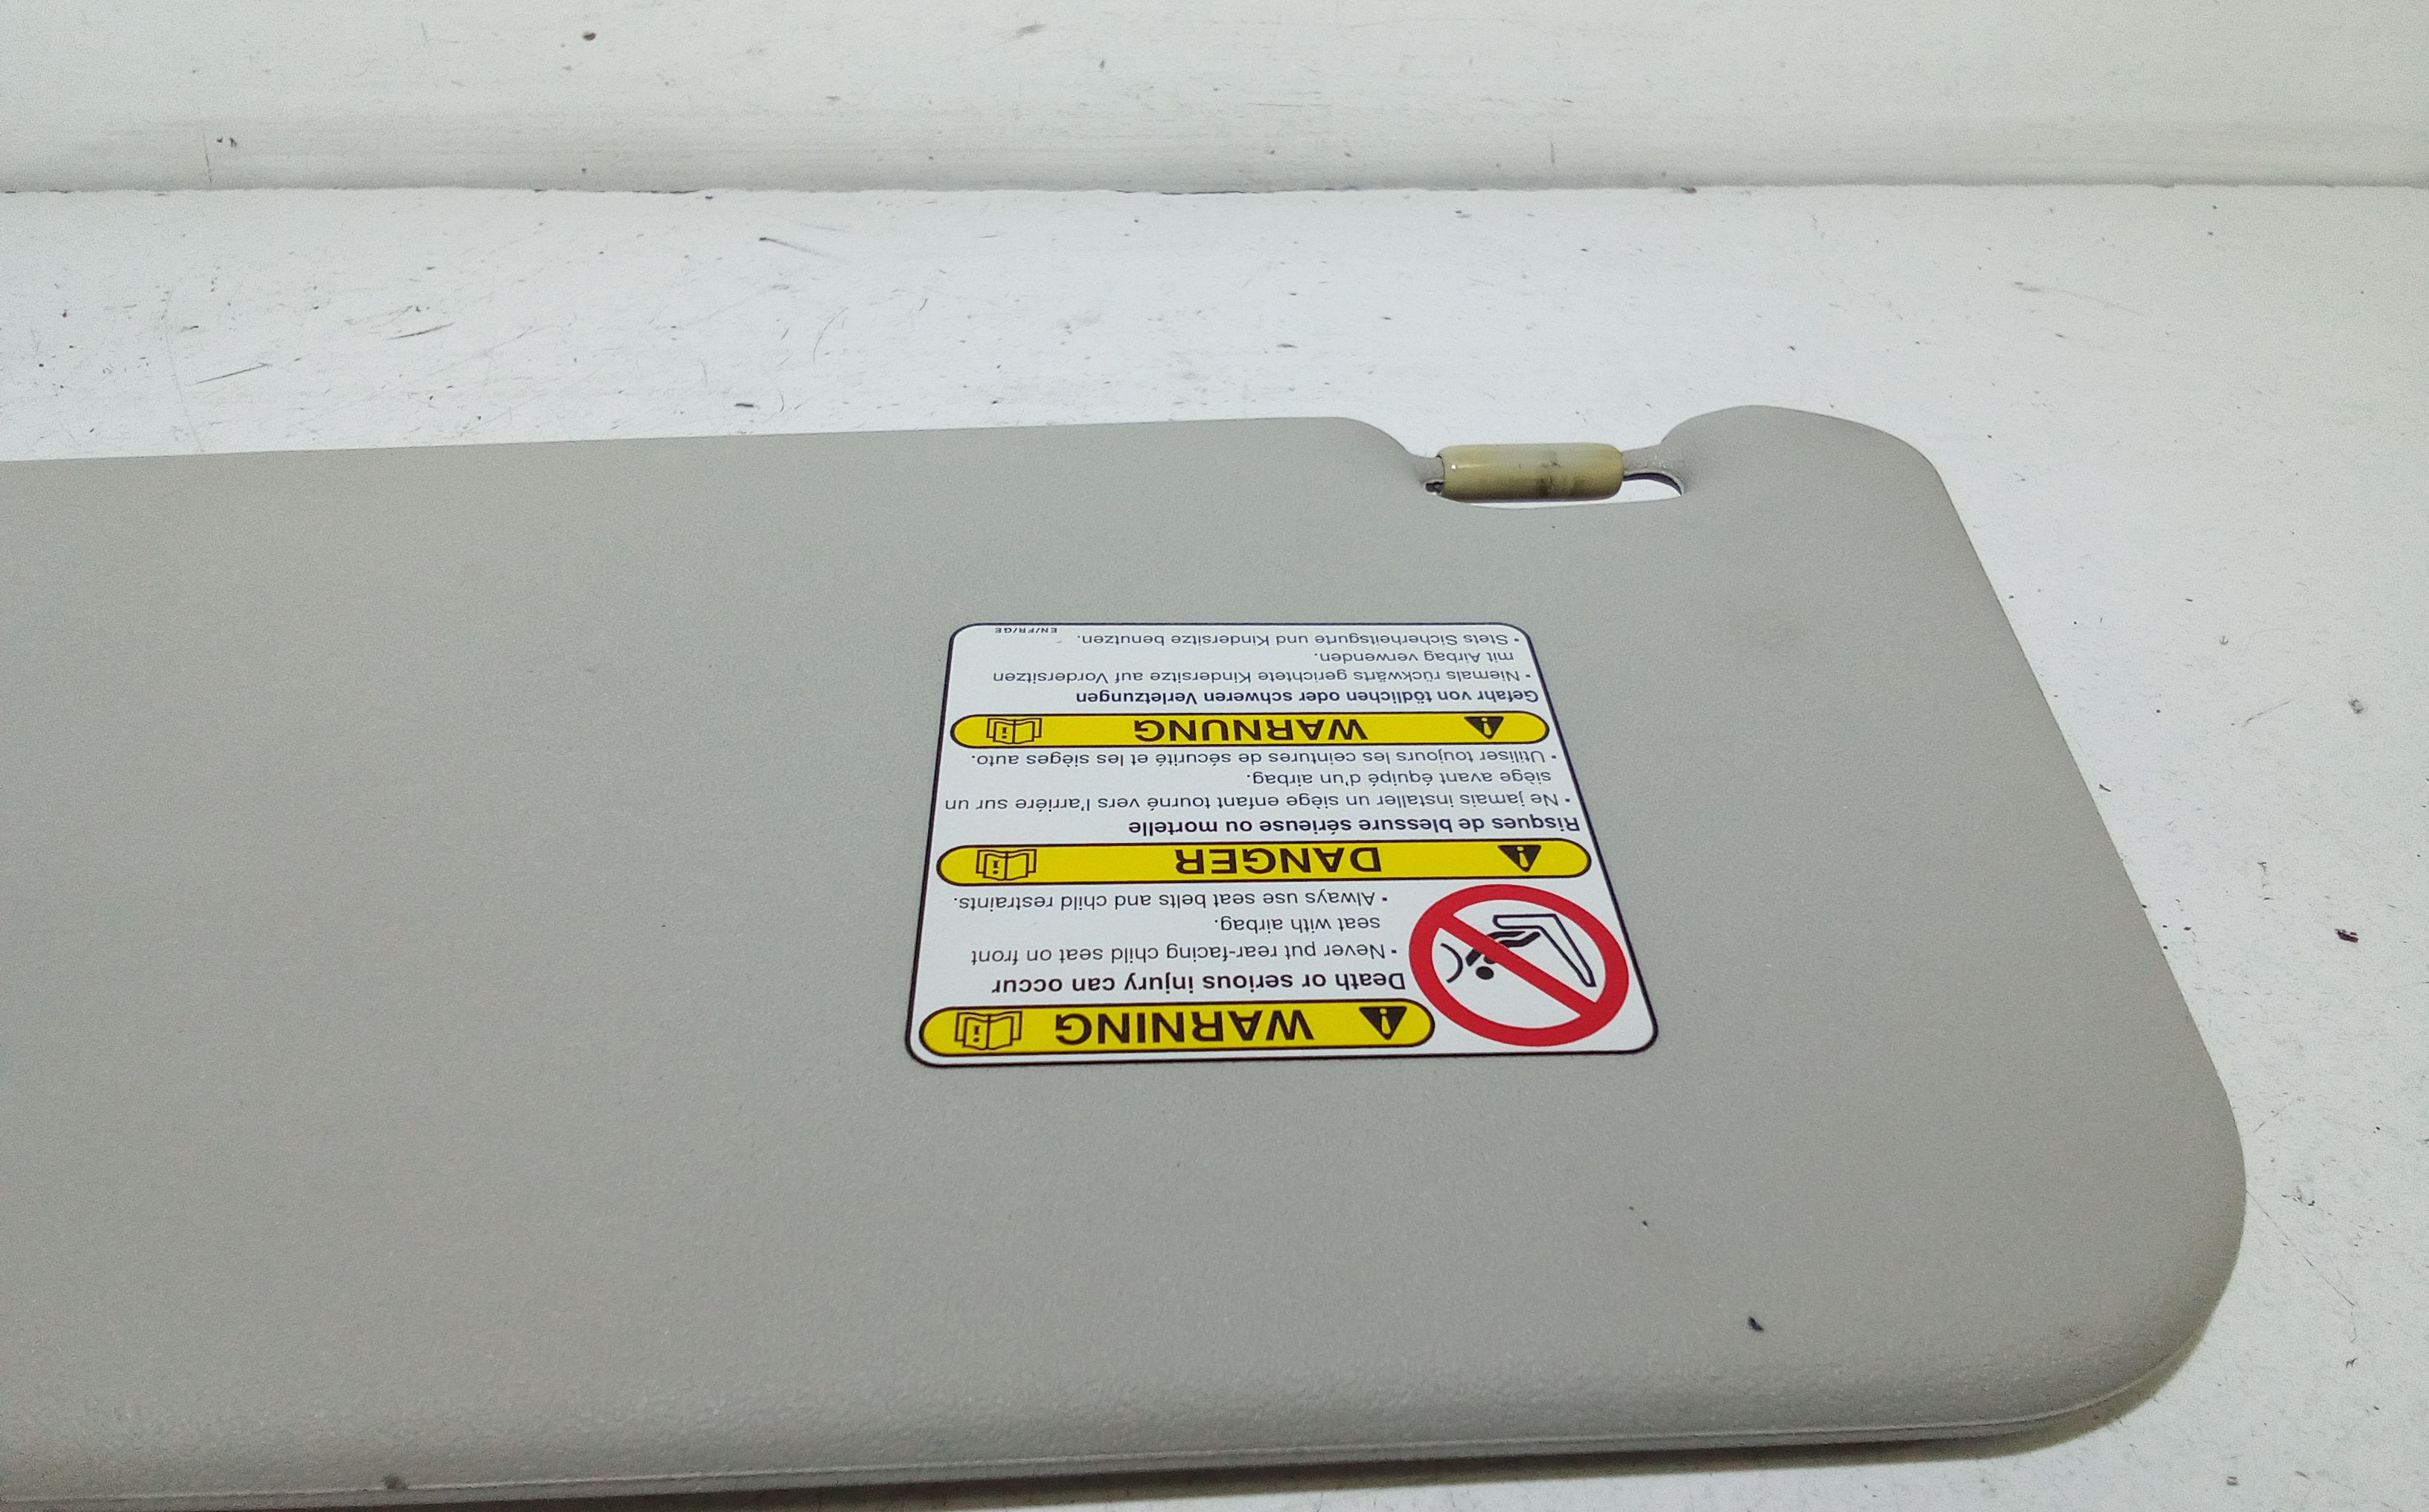 WARNING
Death or serious injury can occur
• Never put rear-facing child seat on front
seat with airbag.
• Always use seat belts and child restraints.
DANGER
Risques de blessure sérieuse ou mortelle
• Ne jamais installer un siège enfant tourné vers l'arrière sur un
siège avant équipé d'un airbag.
• Utiliser toujours les ceintures de sécurité et les sièges auto.
WARNUNG
Gefahr von tödlichen oder schweren Verletzungen
• Niemals rückwärts gerichtete Kindersitze auf Vordersitzen
mit Airbag verwenden.
• Stets Sicherheitsgurte und Kindersitze benutzen.
EN/FR/GE